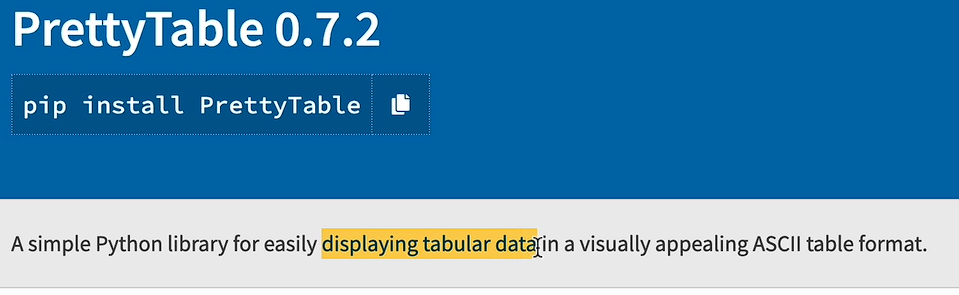 PrettyTable 0.7.2
pip install PrettyTable
A simple Python library for easily displaying tabular data in a visually appealing ASCII table format.